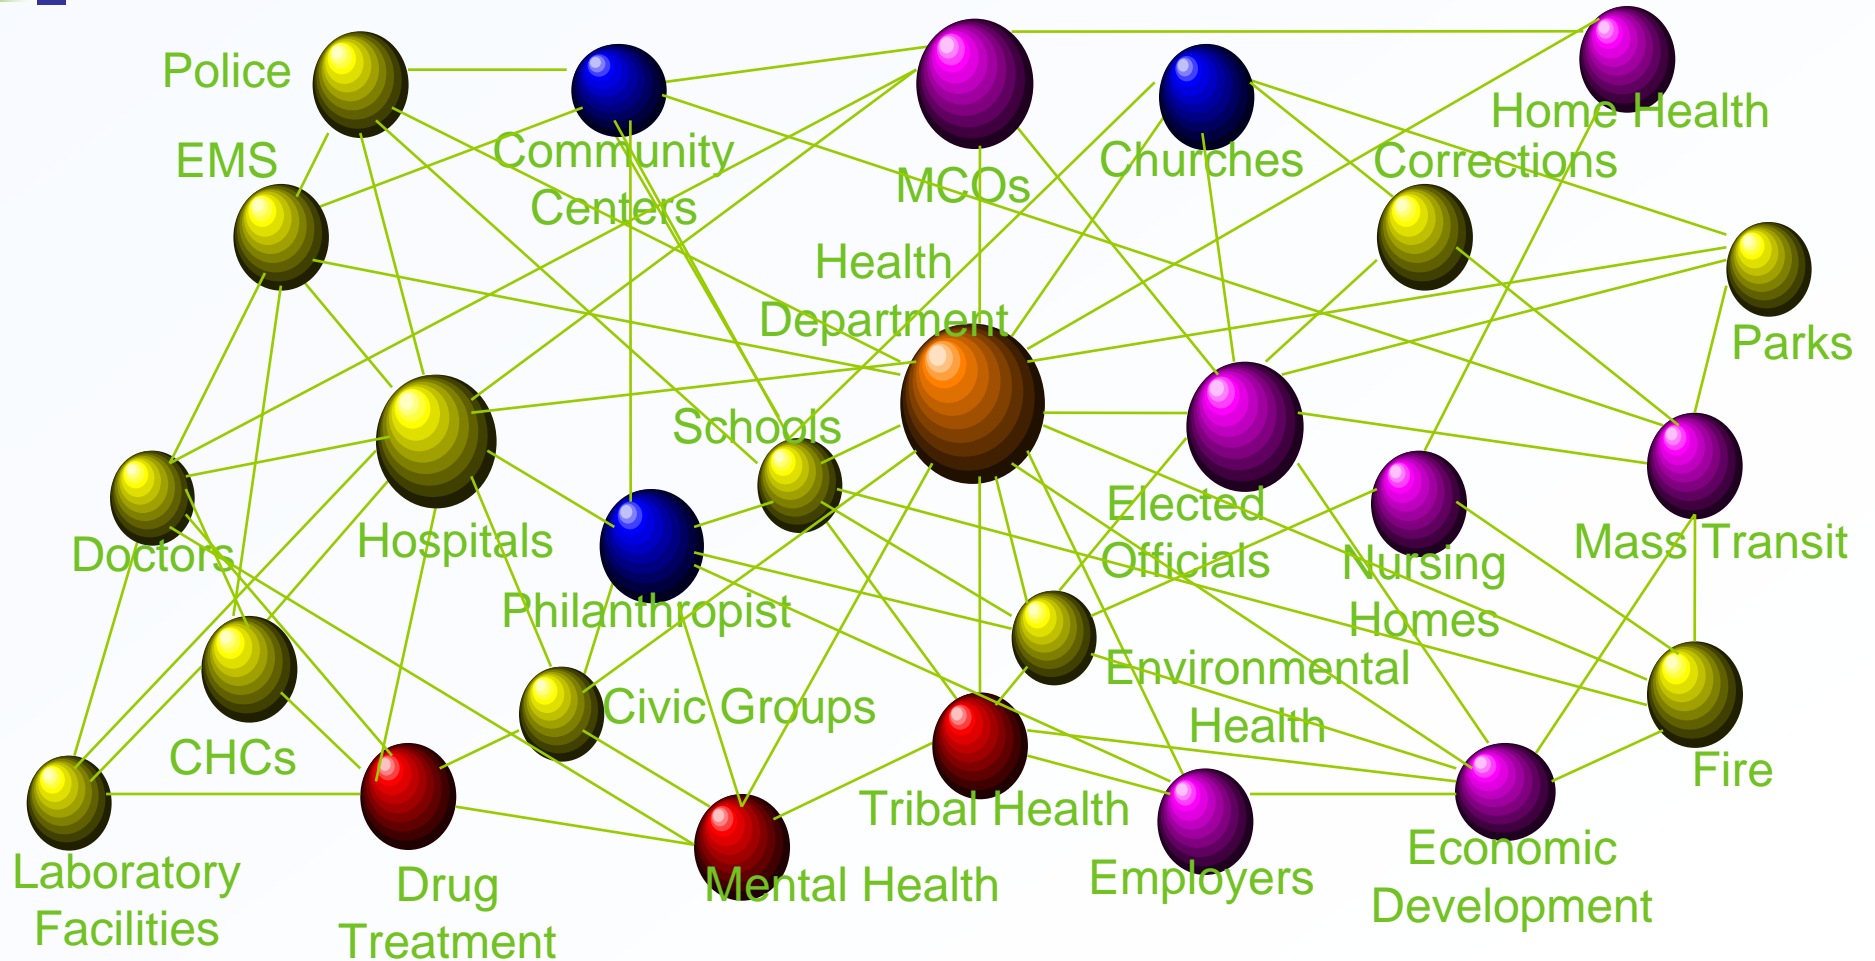 Police
EMS
Community
Centers
MCOs
Churches
Home Health
Corrections
Health
Department
Parks
Schools
Hospitals
Doctors
Philanthropist
Elected
Officials
Nursing
Homes
Mass Transit
Environmental
Health
Civic Groups
CHCs
Fire
Tribal Health
Laboratory
Facilities
Drug
Treatment
Mental Health
Employers
Economic
Development